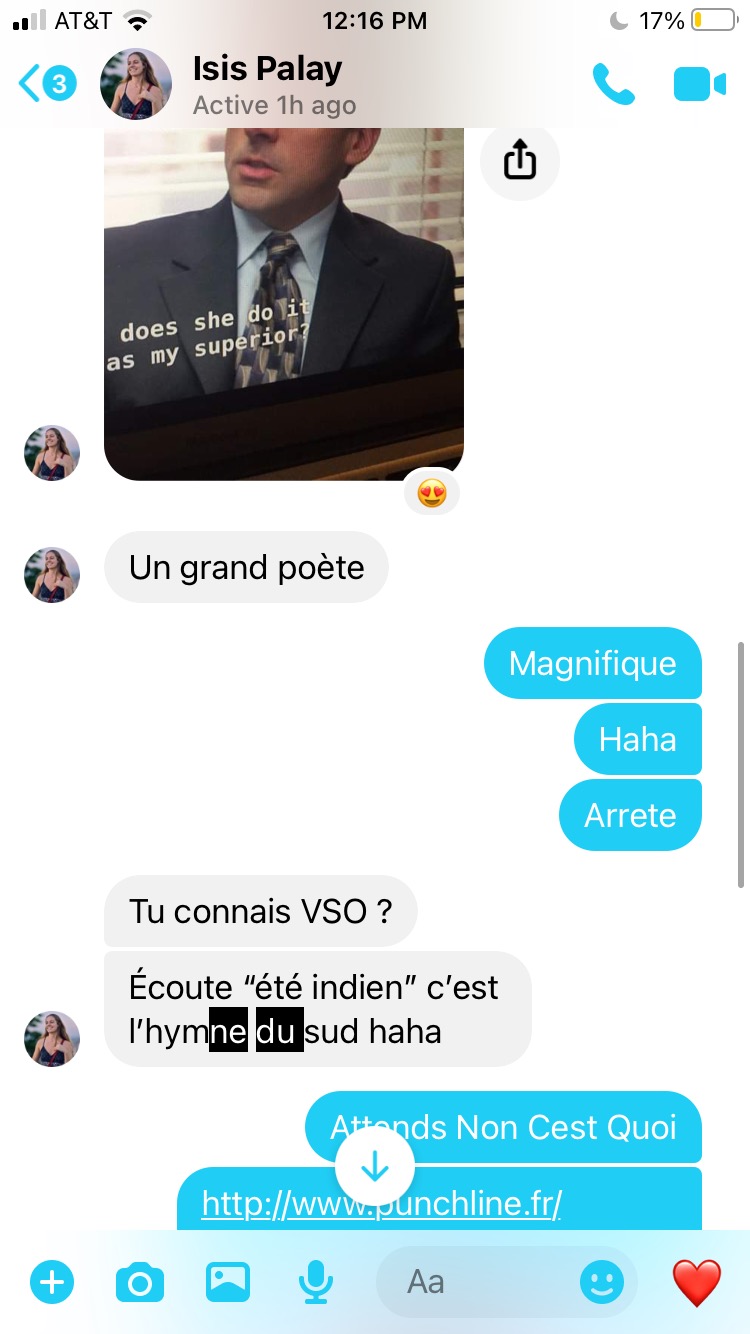 AT&T 12:16 PM 17%
3 Isis Palay
Active 1h ago
does she do it
as my superior?
Un grand poète
Magnifique
Haha
Arrete
Tu connais VSO ?
Écoute “été indien” c’est
l’hymne du sud haha
Attends Non Cest Quoi
http://www.punchline.fr/
Aa